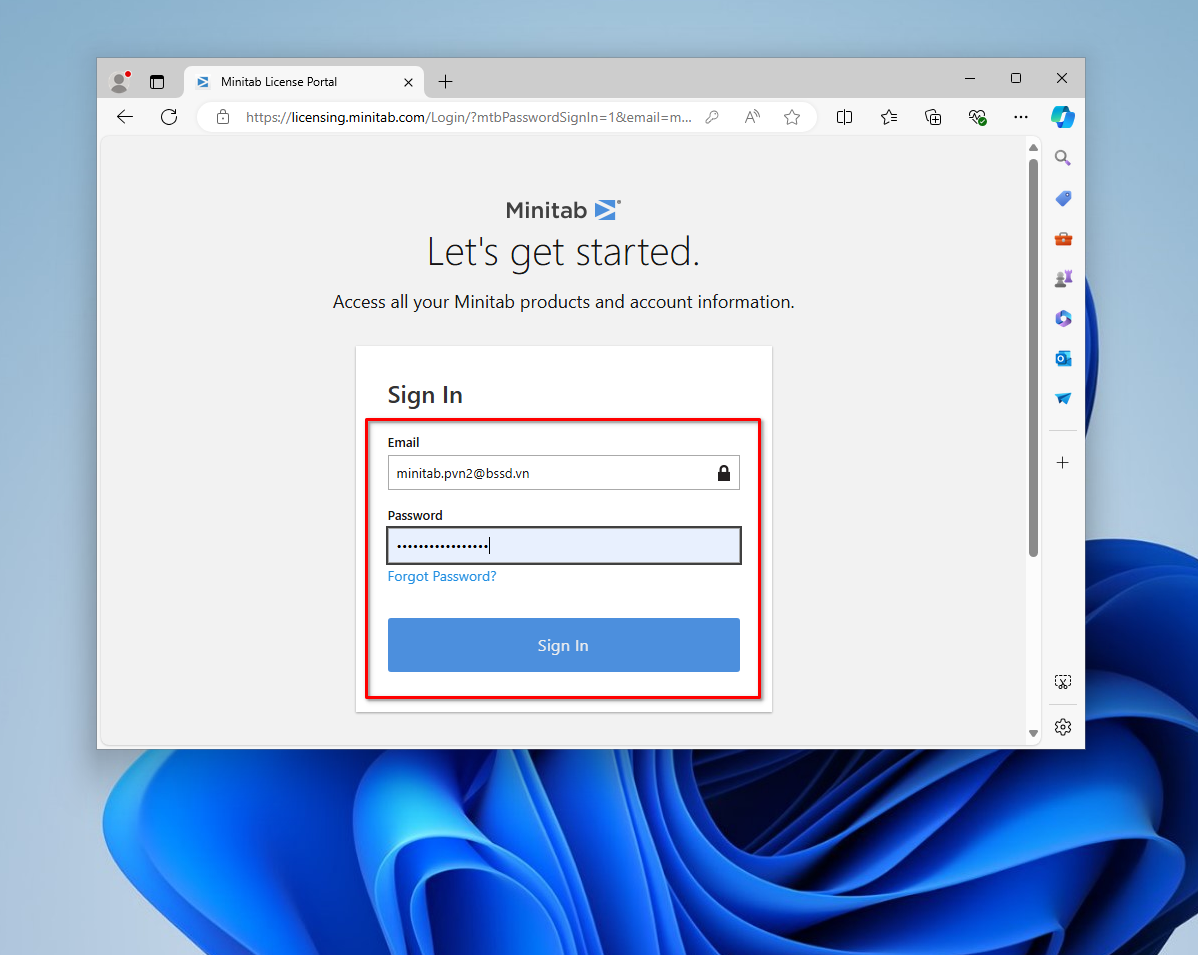 Minitab License Portal
https://licensing.minitab.com/Login/?mtbPasswordSignIn=1&email=m...
Minitab
Let's get started.
Access all your Minitab products and account information.
Sign In
Email
minitab.pvn2@bssd.vn
Password
Forgot Password?
Sign In